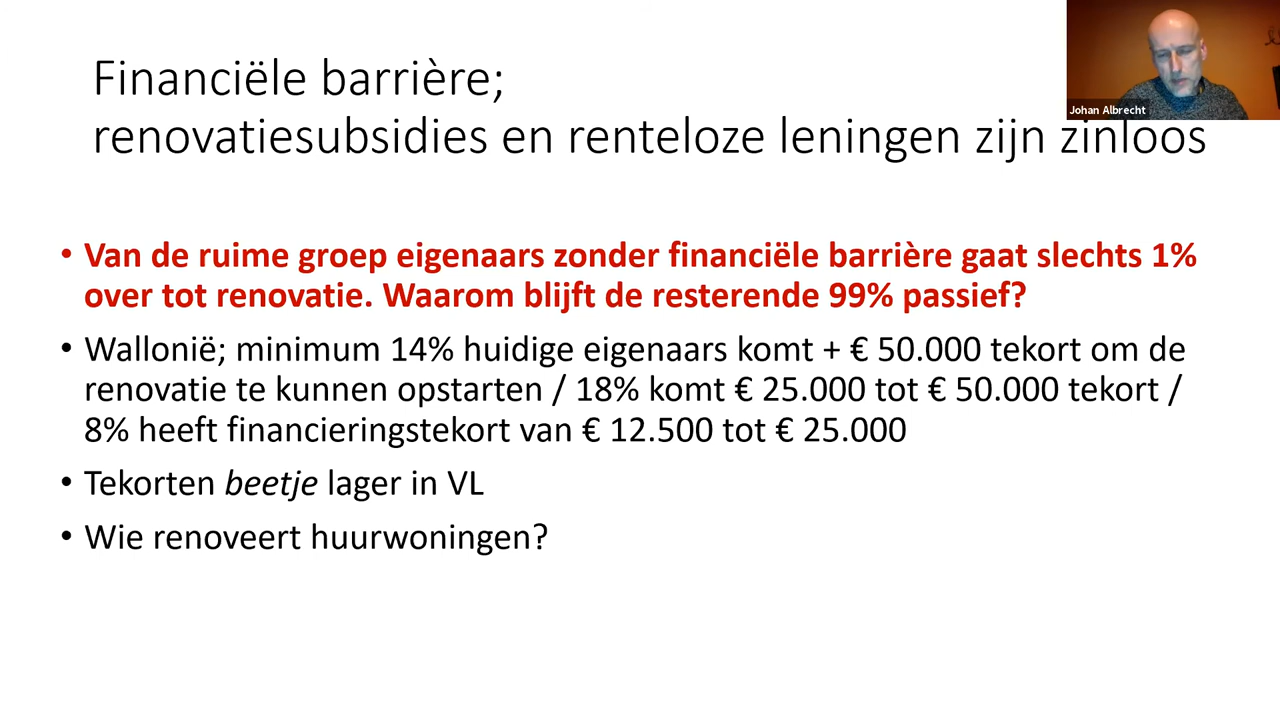 Financiële barrière;
renovatiesubsidies en renteloze leningen zijn zinloos
Johan Albrecht
• Van de ruime groep eigenaars zonder financiële barrière gaat slechts 1%
over tot renovatie. Waarom blijft de resterende 99% passief?
• Wallonië; minimum 14% huidige eigenaars komt + € 50.000 tekort om de
renovatie te kunnen opstarten / 18% komt € 25.000 tot € 50.000 tekort /
8% heeft financieringstekort van € 12.500 tot € 25.000
• Tekorten beetje lager in VL
• Wie renoveert huurwoningen?